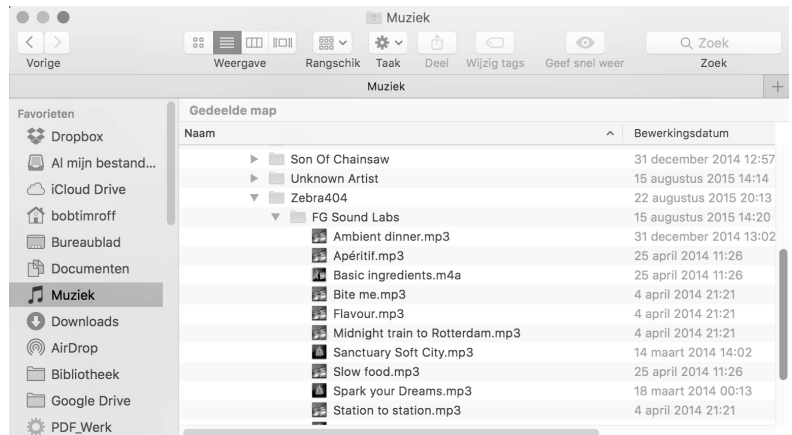 Muziek
Vorige
Weergave
Rangschik
Taak
Deel
Wijzig tags
Geef snel weer
Zoek
Zoek
Muziek
Favorieten
Dropbox
Al mijn bestand...
iCloud Drive
bobtimroff
Bureaublad
Documenten
Muziek
Downloads
AirDrop
Bibliotheek
Google Drive
PDF_Werk
Gedeelde map
Naam Bewerkingsdatum
Son Of Chainsaw 31 december 2014 12:57
Unknown Artist 15 augustus 2015 14:14
Zebra404 22 augustus 2015 20:13
FG Sound Labs 15 augustus 2015 14:20
Ambient dinner.mp3 31 december 2014 13:02
Apéritif.mp3 25 april 2014 11:26
Basic ingredients.m4a 25 april 2014 11:26
Bite me.mp3 4 april 2014 21:21
Flavour.mp3 4 april 2014 21:21
Midnight train to Rotterdam.mp3 4 april 2014 21:21
Sanctuary Soft City.mp3 14 maart 2014 14:02
Slow food.mp3 25 april 2014 11:26
Spark your Dreams.mp3 18 maart 2014 00:13
Station to station.mp3 4 april 2014 21:21